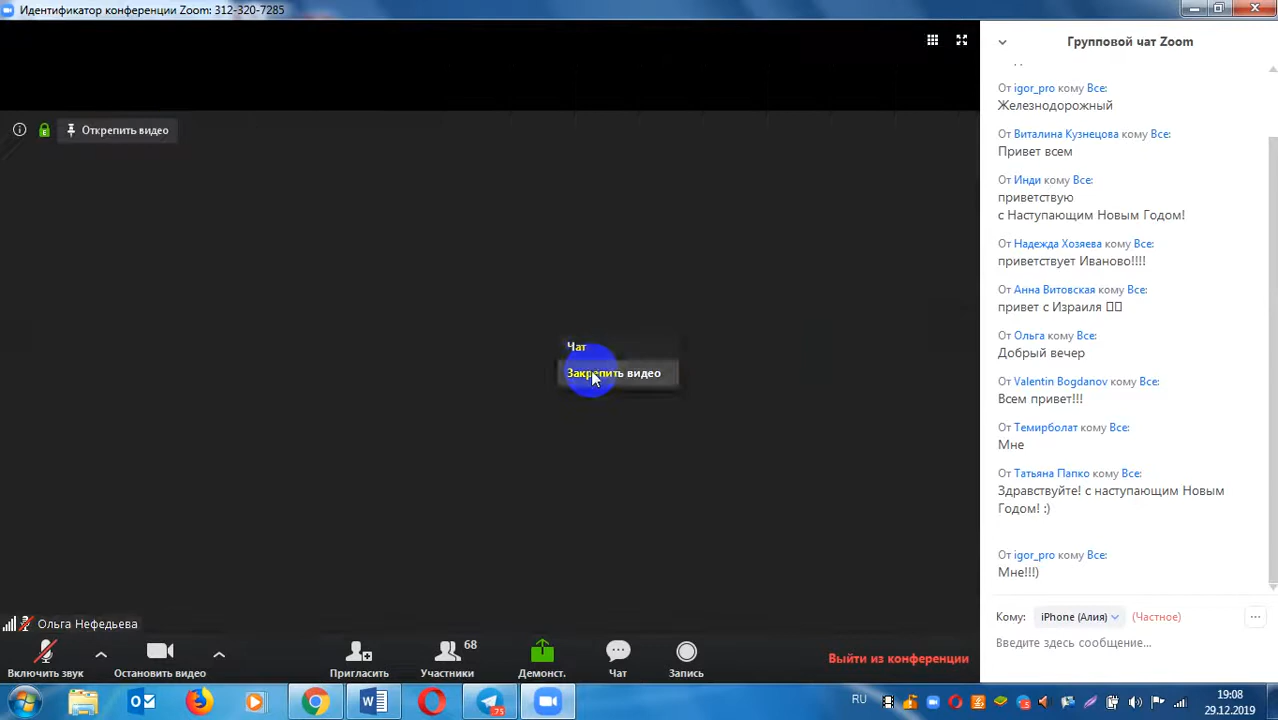 Идентификатор конференции Zoom: 312-320-7285
Открепить видео
Чат
Закрепить видео
Ольга Нефедьева
Включить звук
Остановить видео
Пригласить
68
Участники
Демонст.
Чат
Запись
Выйти из конференции
Групповой чат Zoom
От igor_pro кому Все:
Железнодорожный
От Виталина Кузнецова кому Все:
Привет всем
От Инди кому Все:
приветствую
с Наступающим Новым Годом!
От Надежда Хозяева кому Все:
приветствует Иваново!!!!
От Анна Витовская кому Все:
привет с Израиля
От Ольга кому Все:
Добрый вечер
От Valentin Bogdanov кому Все:
Всем привет!!!
От Темирболат кому Все:
Мне
От Татьяна Папко кому Все:
Здравствуйте! с наступающим Новым
Годом! :)
От igor_pro кому Все:
Мне!!!)
Кому: iPhone (Алия) (Частное)
Введите здесь сообщение...
75
RU
19:08
29.12.2019